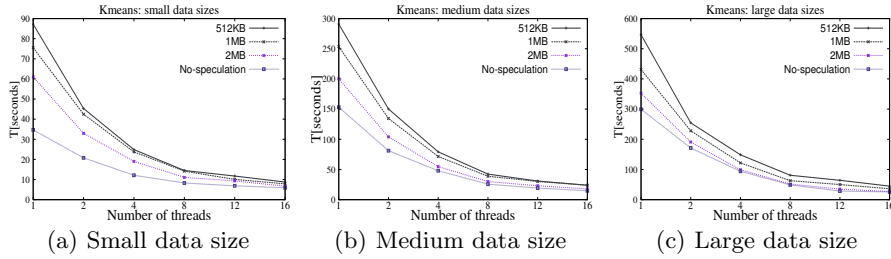 Kmeans: small data sizes
90
80
70
60
50
40
30
20
10
0
T[seconds]
512KB
1MB
2MB
No-speculation
1 2 4 8 12 16
Number of threads
(a) Small data size
Kmeans: medium data sizes
300
250
200
150
100
50
0
T[seconds]
512KB
1MB
2MB
No-speculation
1 2 4 8 12 16
Number of threads
(b) Medium data size
Kmeans: large data sizes
600
500
400
300
200
100
0
T[seconds]
512KB
1MB
2MB
No-speculation
1 2 4 8 12 16
Number of threads
(c) Large data size